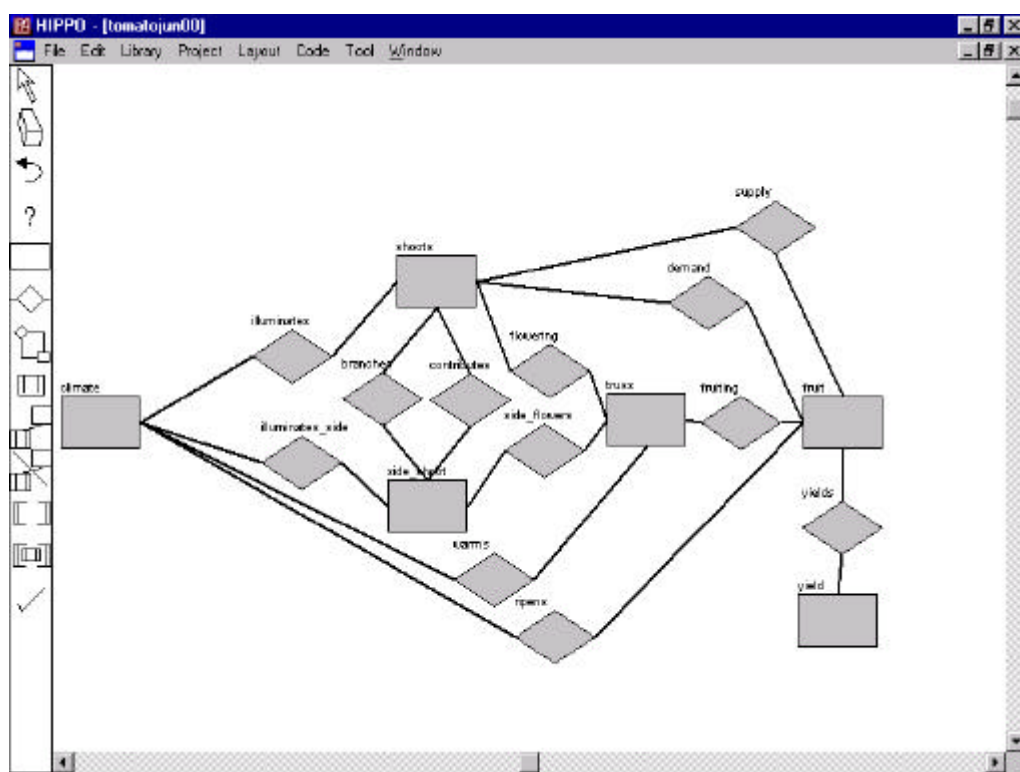 HIPPO - [tomatojun00]
File Edit Library Project Layout Code Tool Window
?
supply
shoots
demand
illuminates
flowering
branches
contributes
climate
truss
fruiting
fruit
side_flowers
illuminates_side
side_shoot
yields
warms
yield
ripens